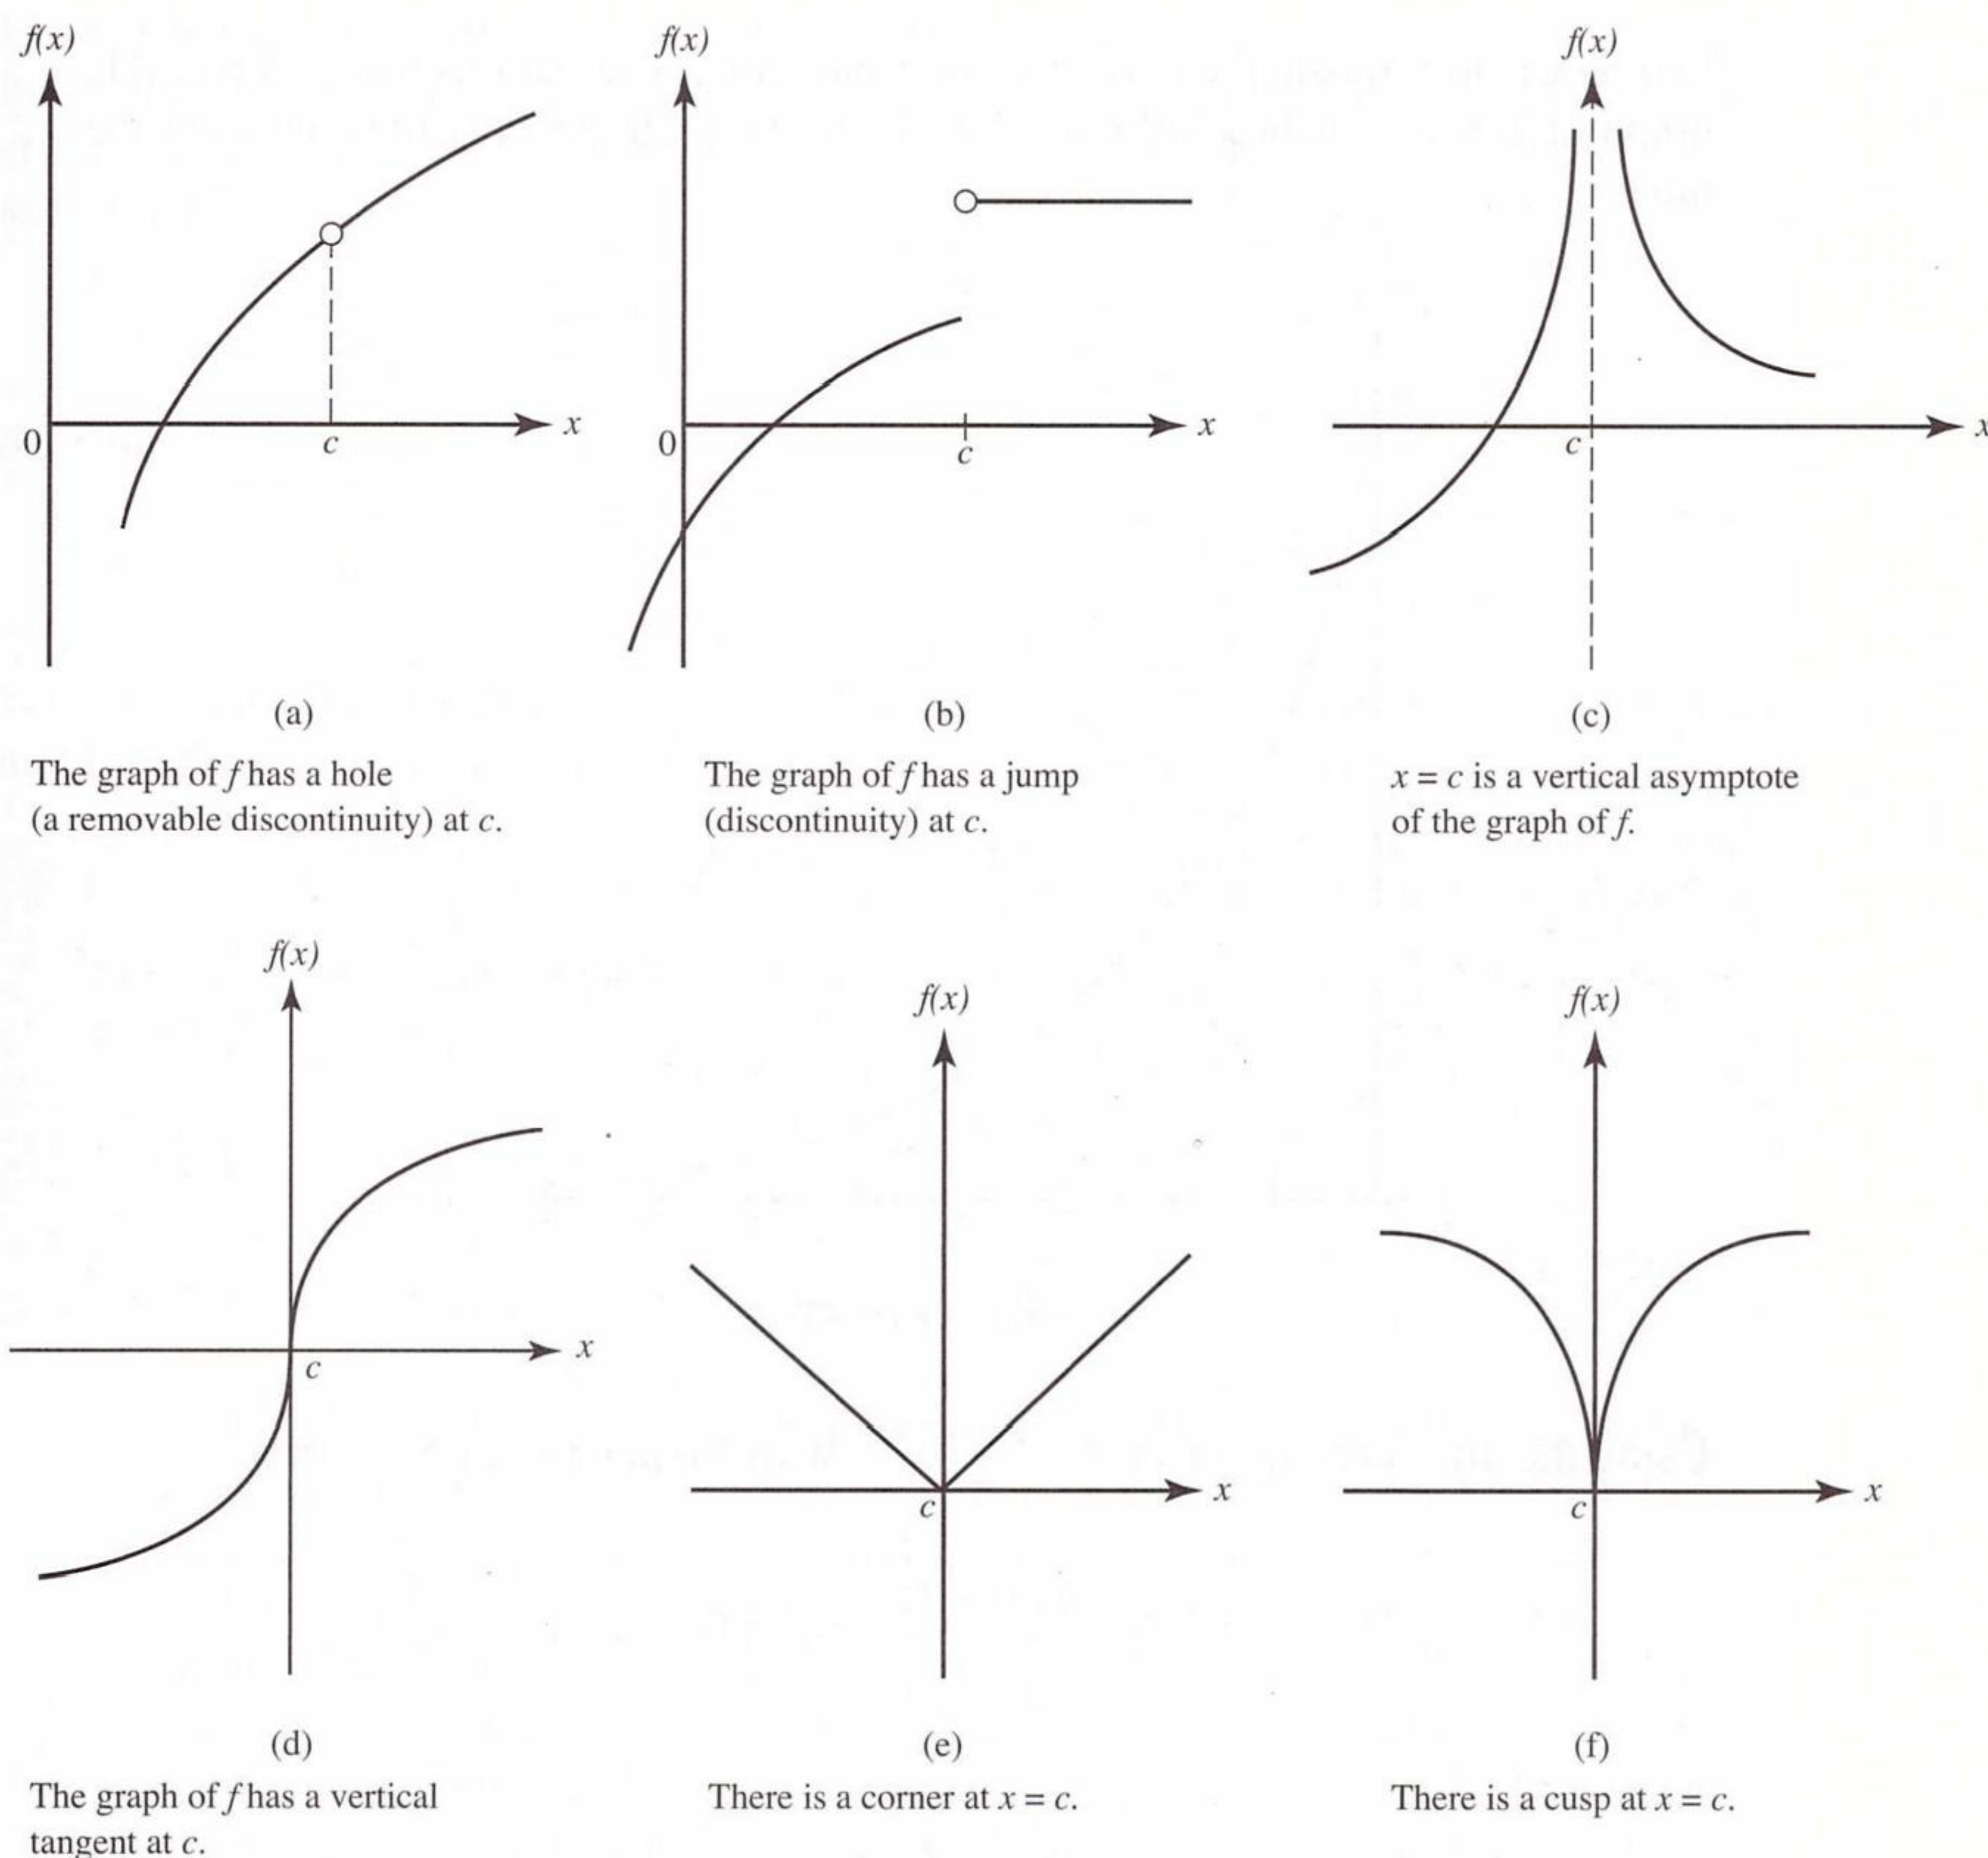 f(x)
x
0
c
(a)
The graph of f has a hole
(a removable discontinuity) at c.
f(x)
x
0
c
(b)
The graph of f has a jump
(discontinuity) at c.
f(x)
x
c
(c)
x = c is a vertical asymptote
of the graph of f.
f(x)
x
c
(d)
The graph of f has a vertical
tangent at c.
f(x)
x
c
(e)
There is a corner at x = c.
f(x)
x
c
(f)
There is a cusp at x = c.